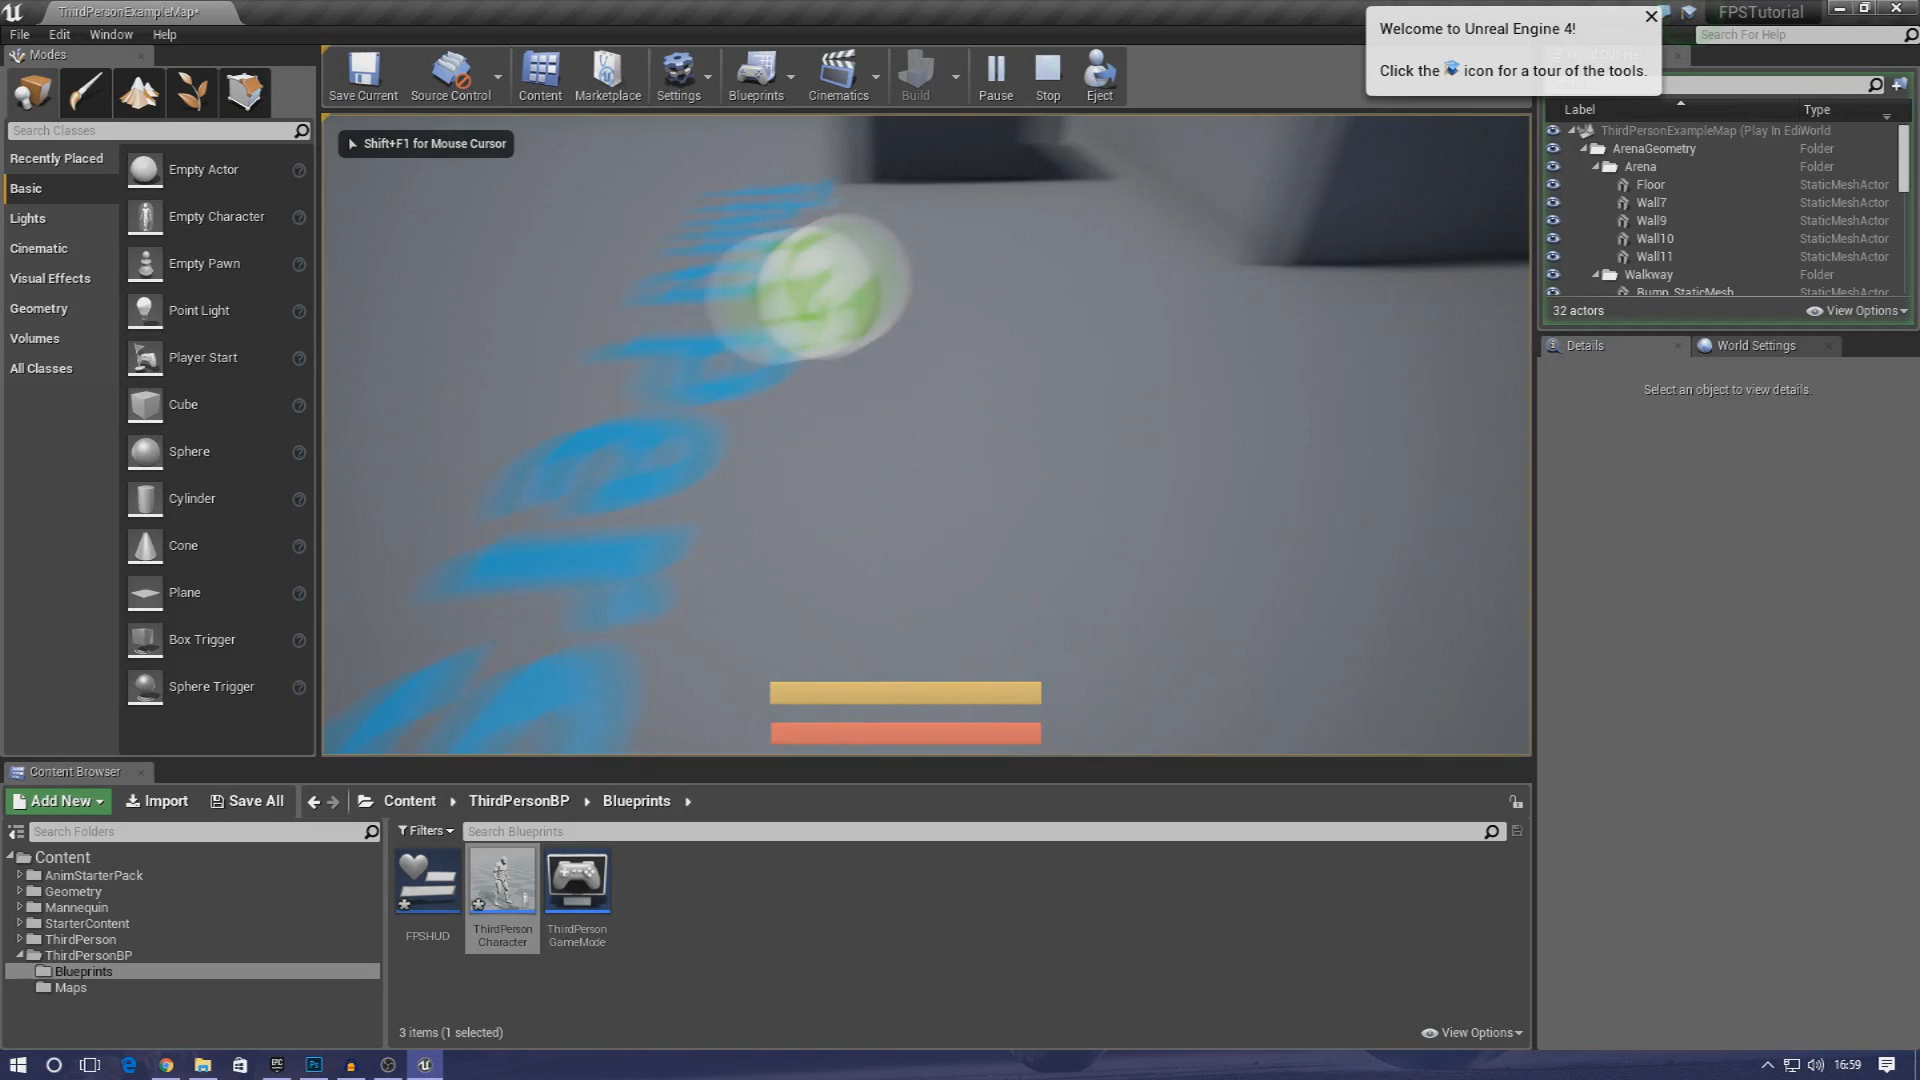 ThirdPersonExampleMap*
FPSTutorial
File Edit Window Help
Search For Help
Welcome to Unreal Engine 4!
Click the icon for a tour of the tools.
Modes
Save Current
Source Control
Content
Marketplace
Settings
Blueprints
Cinematics
Build
Pause
Stop
Eject
Search Classes
Recently Placed
Basic
Lights
Cinematic
Visual Effects
Geometry
Volumes
All Classes
Empty Actor
Empty Character
Empty Pawn
Point Light
Player Start
Cube
Sphere
Cylinder
Cone
Plane
Box Trigger
Sphere Trigger
Shift+F1 for Mouse Cursor
Label Type
ThirdPersonExampleMap (Play In Edi World
ArenaGeometry Folder
Arena Folder
Floor StaticMeshActor
Wall7 StaticMeshActor
Wall9 StaticMeshActor
Wall10 StaticMeshActor
Wall11 StaticMeshActor
Walkway Folder
Bump_StaticMesh StaticMeshActor
32 actors View Options
Details World Settings
Select an object to view details.
Content Browser
Add New Import Save All Content ThirdPersonBP Blueprints
Search Folders
Filters Search Blueprints
Content
AnimStarterPack
Geometry
Mannequin
StarterContent
ThirdPerson
ThirdPersonBP
Blueprints
Maps
FPSHUD
ThirdPerson
Character
ThirdPerson
GameMode
3 items (1 selected) View Options
16:59